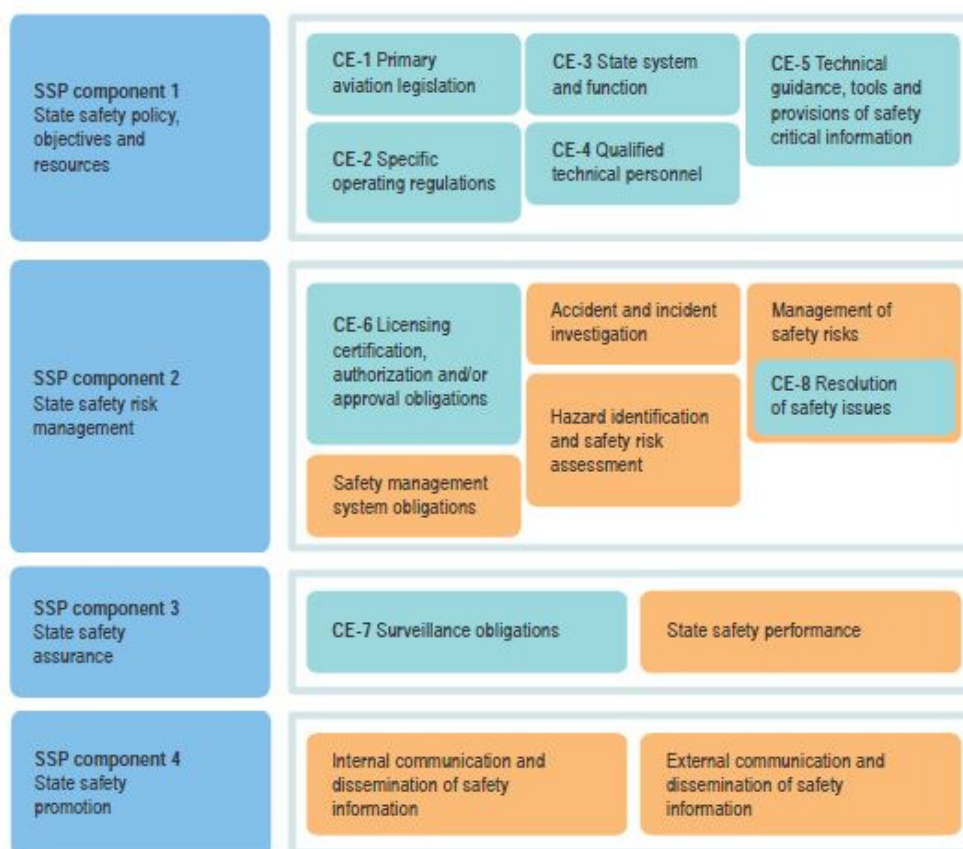 SSP component 1
State safety policy,
objectives and
resources
CE-1 Primary
aviation legislation
CE-2 Specific
operating regulations
CE-3 State system
and function
CE-4 Qualified
technical personnel
CE-5 Technical
guidance, tools and
provisions of safety
critical information
SSP component 2
State safety risk
management
CE-6 Licensing
certification,
authorization and/or
approval obligations
Safety management
system obligations
Accident and incident
investigation
Hazard identification
and safety risk
assessment
Management of
safety risks
CE-8 Resolution
of safety issues
SSP component 3
State safety
assurance
CE-7 Surveillance obligations
State safety performance
SSP component 4
State safety
promotion
Internal communication and
dissemination of safety
information
External communication and
dissemination of safety
information